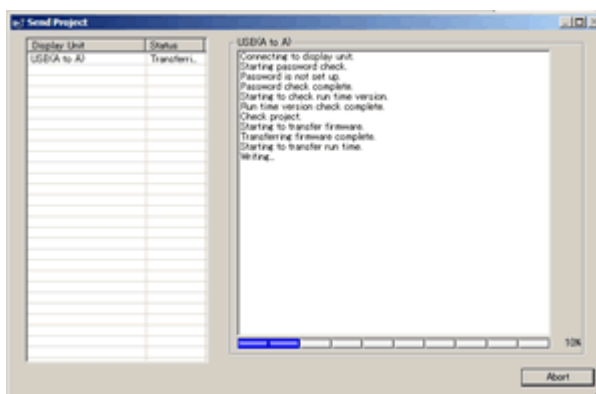 Send Project
Display Unit Status
USB(A to A) Transferri..
USB(A to A)
Connecting to display unit.
Starting password check.
Password is not set up.
Password check complete.
Starting to check run time version.
Run time version check complete.
Check project.
Starting to transfer firmware.
Transferring firmware complete.
Starting to transfer run time.
Writing...
10%
Abort